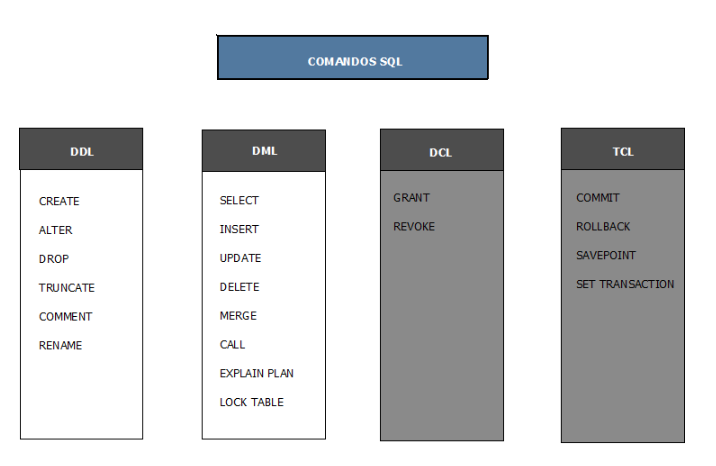 COMANDOS SQL
DDL
CREATE
ALTER
DROP
TRUNCATE
COMMENT
RENAME
DML
SELECT
INSERT
UPDATE
DELETE
MERGE
CALL
EXPLAIN PLAN
LOCK TABLE
DCL
GRANT
REVOKE
TCL
COMMIT
ROLLBACK
SAVEPOINT
SET TRANSACTION